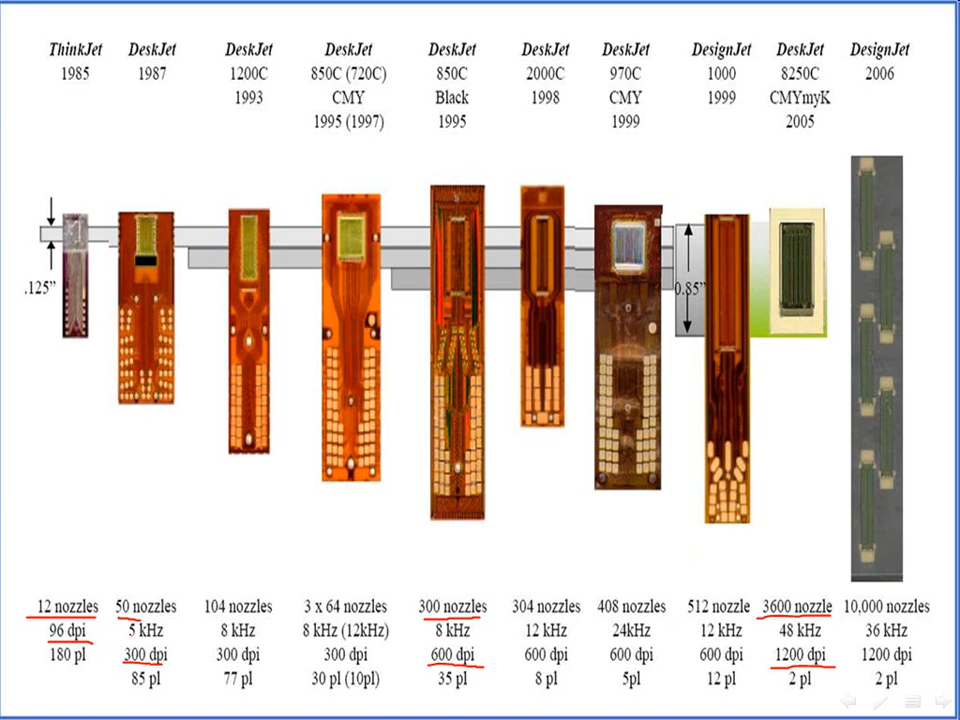 ThinkJet
1985
DeskJet
1987
DeskJet
1200C
1993
DeskJet
850C (720C)
CMY
1995 (1997)
DeskJet
850C
Black
1995
DeskJet
2000C
1998
DeskJet
970C
CMY
1999
DesignJet
1000
1999
DeskJet
8250C
CMYmyK
2005
DesignJet
2006
.125”
0.85”
12 nozzles
96 dpi
180 pl
50 nozzles
5 kHz
300 dpi
85 pl
104 nozzles
8 kHz
300 dpi
77 pl
3 x 64 nozzles
8 kHz (12kHz)
300 dpi
30 pl (10pl)
300 nozzles
8 kHz
600 dpi
35 pl
304 nozzles
12 kHz
600 dpi
8 pl
408 nozzles
24kHz
600 dpi
5pl
512 nozzle
12 kHz
600 dpi
12 pl
3600 nozzle
48 kHz
1200 dpi
2 pl
10,000 nozzles
36 kHz
1200 dpi
2 pl